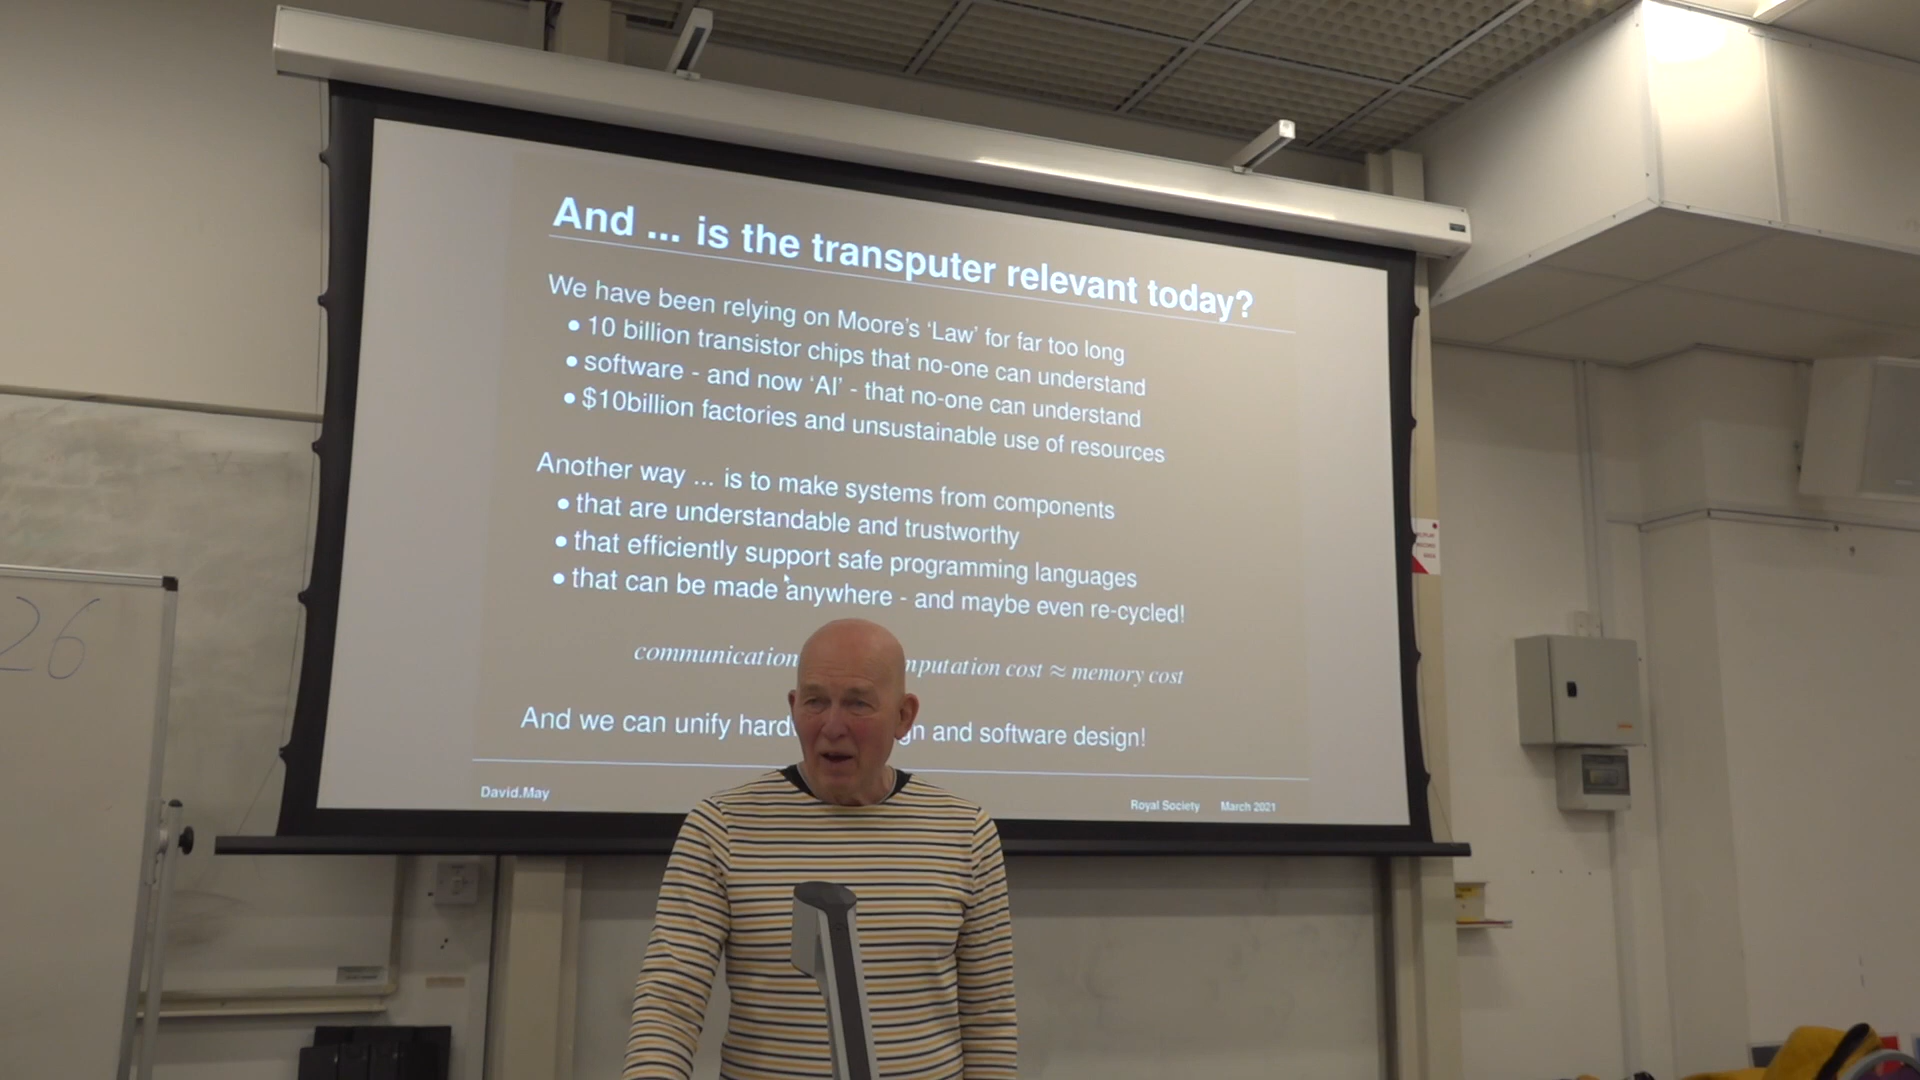 And ... is the transputer relevant today?
We have been relying on Moore's 'Law' for far too long
• 10 billion transistor chips that no-one can understand
• software - and now 'AI' - that no-one can understand
• $10billion factories and unsustainable use of resources
Another way ... is to make systems from components
• that are understandable and trustworthy
• that efficiently support safe programming languages
• that can be made anywhere - and maybe even re-cycled!
communication mputation cost ≈ memory cost
And we can unify hard gn and software design!
David.May
Royal Society March 2021
26